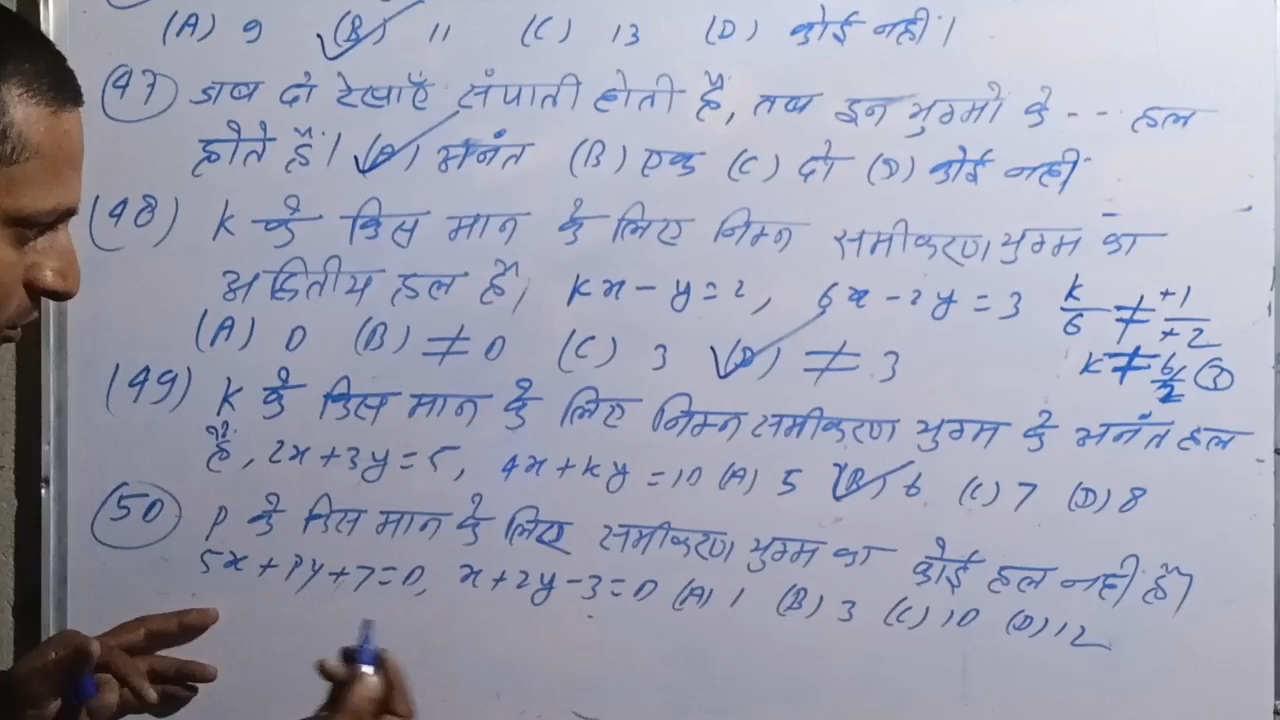 (A) 9 (B) 11 (C) 13 (D) कोई नहीं।
(47) जब दो रेखाएँ संपाती होती हैं, तब इन युग्मों के --- हल
होते हैं। (A) अनंत (B) एक (C) दो (D) कोई नहीं
(48) K के किस मान के लिए निम्न समीकरण युग्म का
अद्वितीय हल है, Kx - y = 2, 6x - 2y = 3 K/6 ≠ +1/+2
(A) 0 (B) ≠ 0 (C) 3 (D) ≠ 3 K ≠ 6/2 (3)
(49) K के किस मान के लिए निम्न समीकरण युग्म के अनंत हल
हैं, 2x + 3y = 5, 4x + Ky = 10 (A) 5 (B) 6 (C) 7 (D) 8
(50) P के किस मान के लिए समीकरण युग्म का कोई हल नहीं है।
5x + Py + 7 = 0, x + 2y - 3 = 0 (A) 1 (B) 3 (C) 10 (D) 12